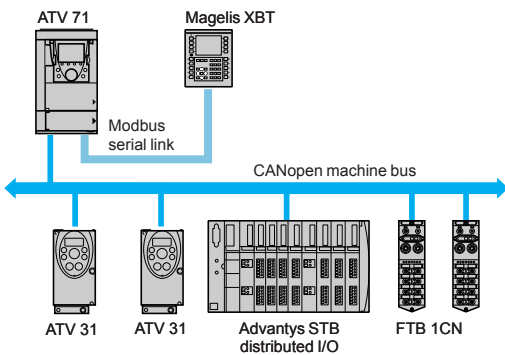 ATV 71
Magelis XBT
Modbus
serial link
CANopen machine bus
ATV 31
ATV 31
Advantys STB
distributed I/O
FTB 1CN